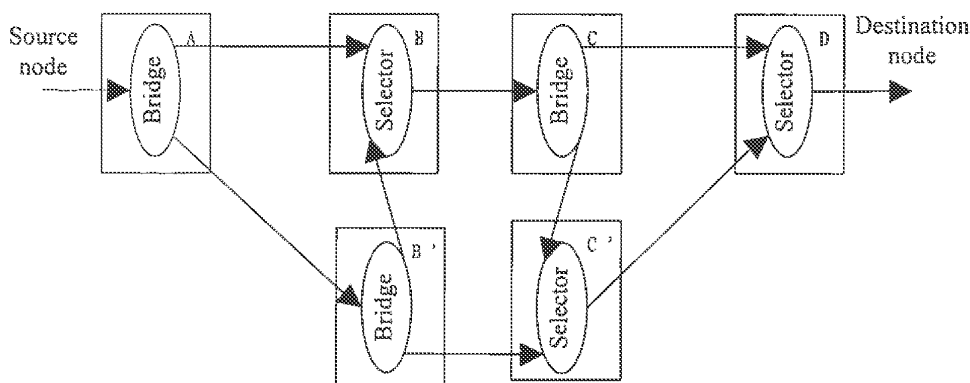 Source
node
Bridge
A
Selector
B
Bridge
C
Selector
D
Destination
node
Bridge
B '
Selector
C '